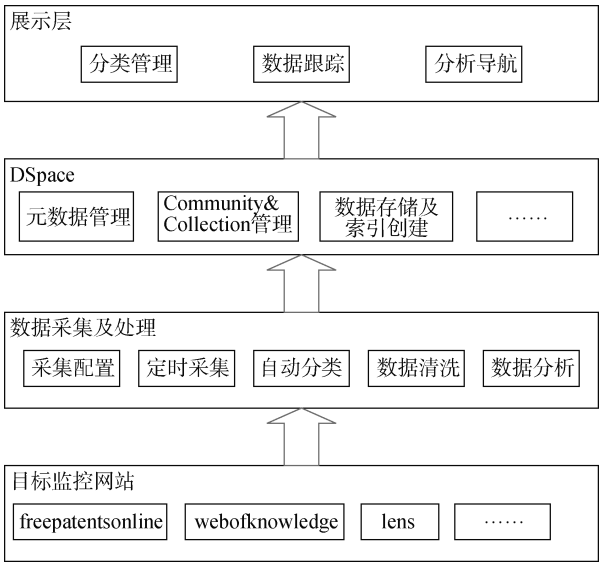 展示层
分类管理
数据跟踪
分析导航
DSpace
元数据管理
Community&
Collection管理
数据存储及
索引创建
……
数据采集及处理
采集配置
定时采集
自动分类
数据清洗
数据分析
目标监控网站
freepatentsonline
webofknowledge
lens
……